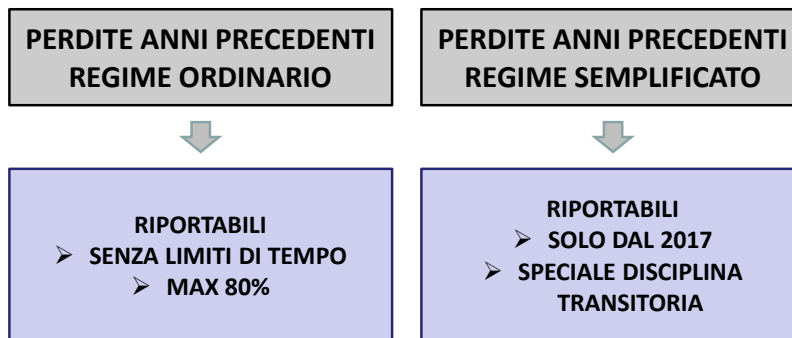 PERDITE ANNI PRECEDENTI
REGIME ORDINARIO
RIPORTABILI
➢ SENZA LIMITI DI TEMPO
➢ MAX 80%
PERDITE ANNI PRECEDENTI
REGIME SEMPLIFICATO
RIPORTABILI
➢ SOLO DAL 2017
➢ SPECIALE DISCIPLINA
TRANSITORIA